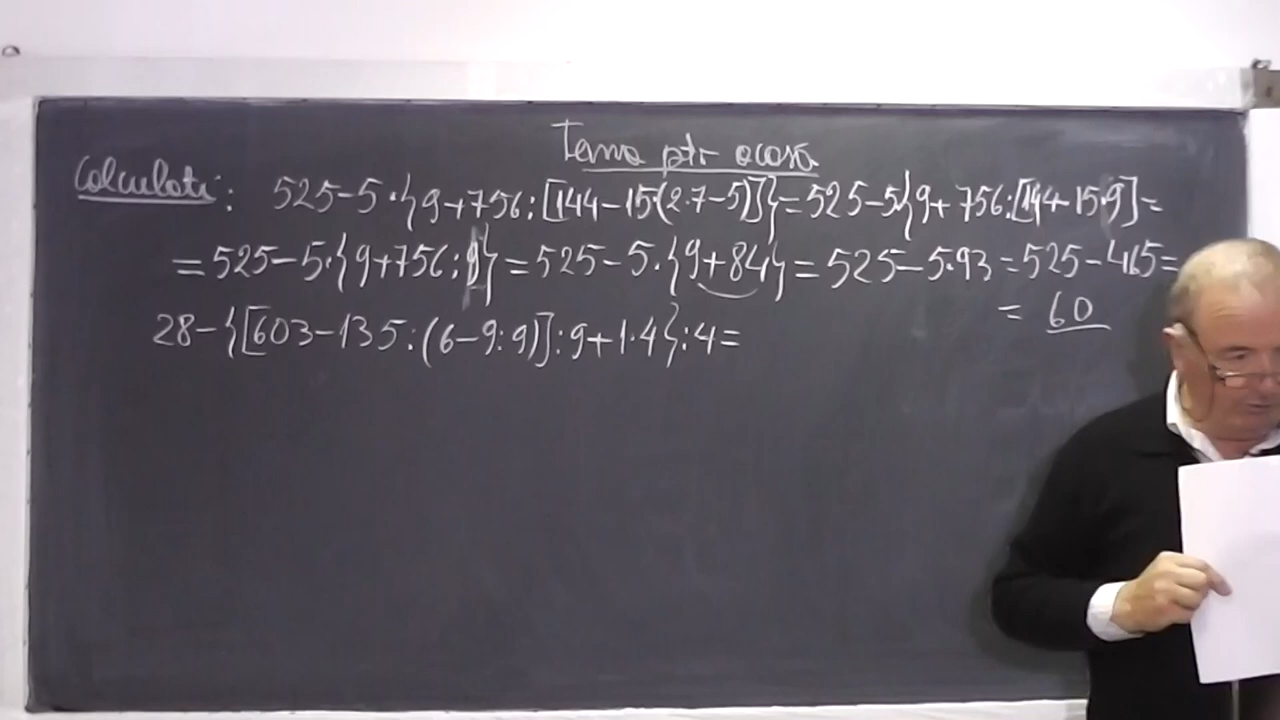 Tema ptr acasă
Calculați: 525-5·{9+756:[144-15·(2·7-5)]}=525-5{9+756:[144-15·9]=
=525-5·{9+756:9}=525-5·{9+84}=525-5·93=525-465=
=60
28-{[603-135:(6-9:9)]:9+1·4}:4=